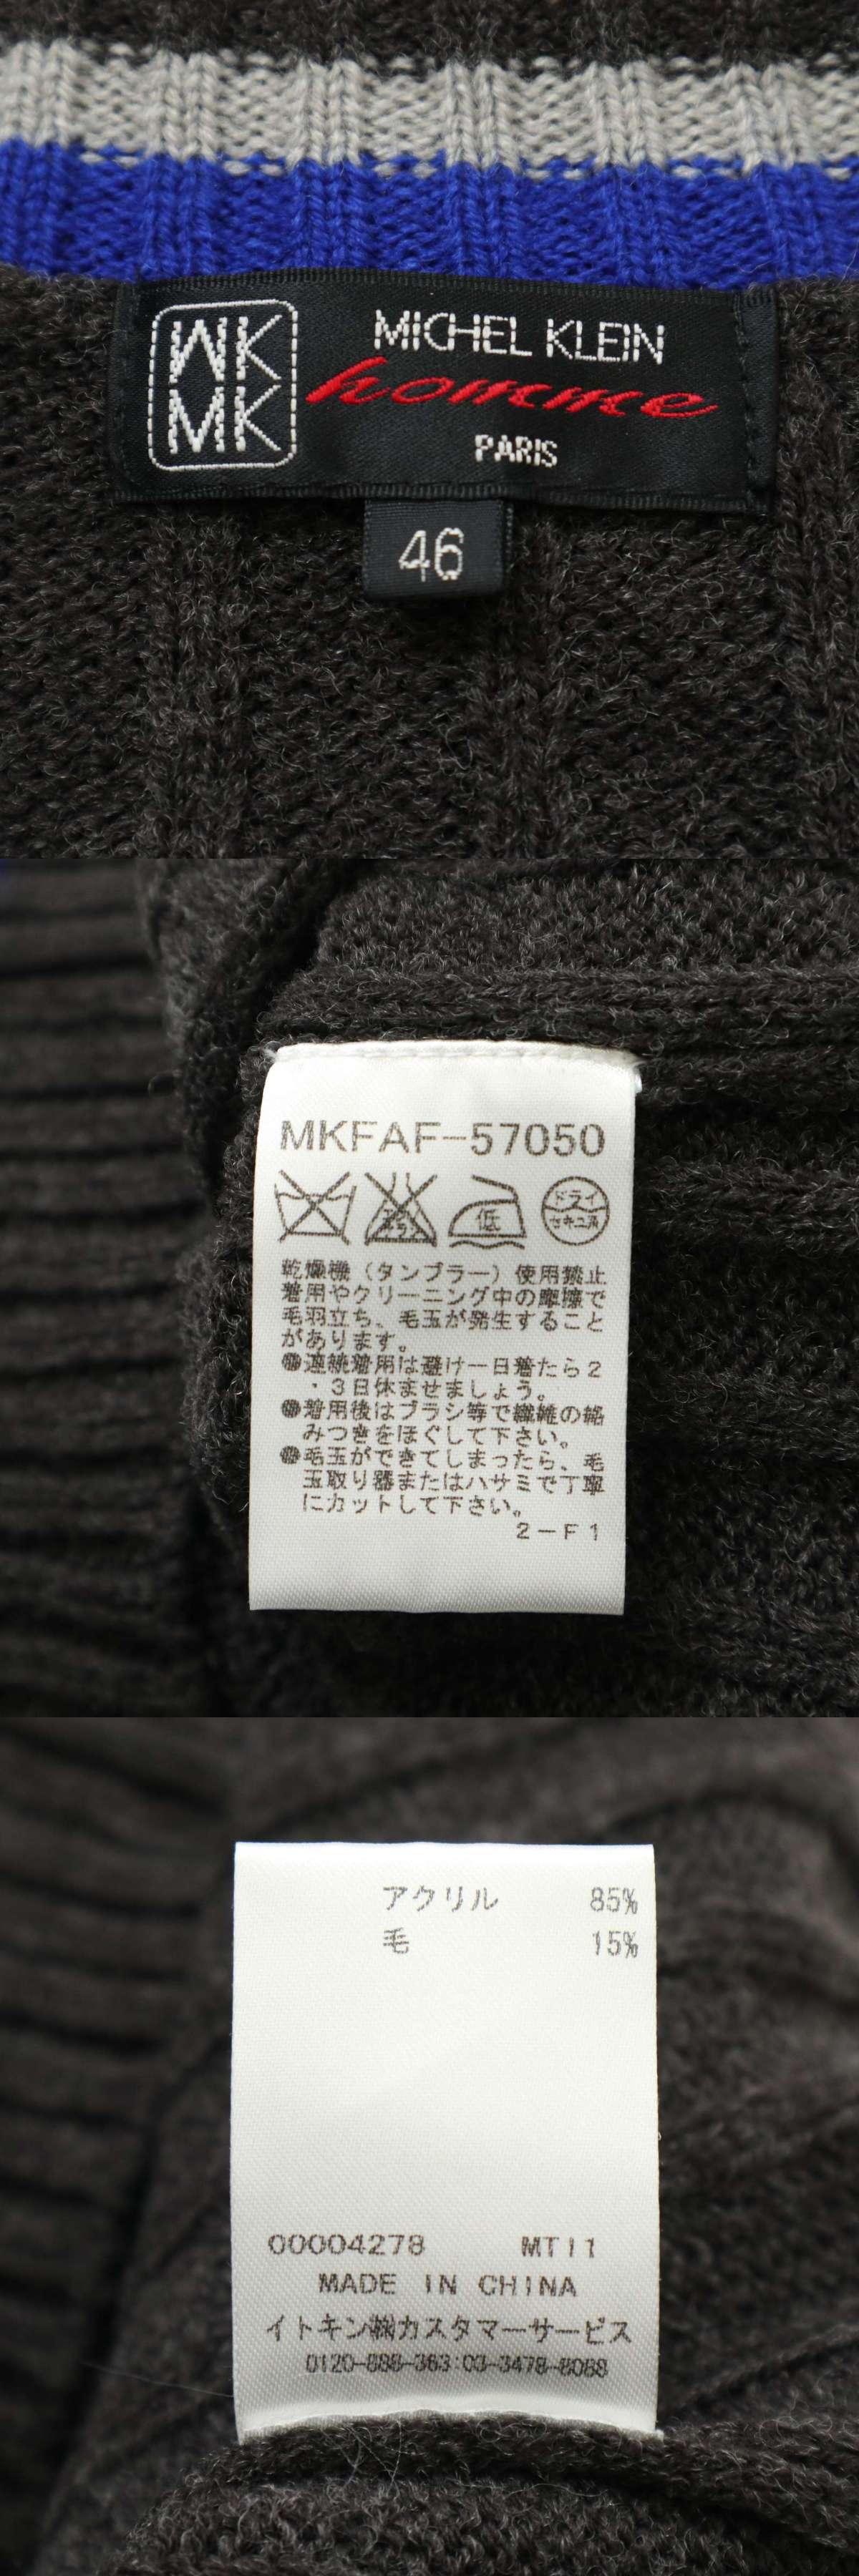 MK
MK
MICHEL KLEIN
homme
PARIS
46
MKFAF-57050
低
ドライ
セキユ系
乾燥機（タンブラー）使用禁止
着用やクリーニング中の摩擦で
毛羽立ち、毛玉が発生すること
があります。
●連続着用は避け一日着たら2
・3日休ませましょう。
●着用後はブラシ等で繊維の絡
みつきをほぐして下さい。
●毛玉ができてしまったら、毛
玉取り器またはハサミで丁寧
にカットして下さい。
2-F1
アクリル 85%
毛 15%
00004278 MT11
MADE IN CHINA
イトキン㈱カスタマーサービス
0120-888-363:03-3478-8088